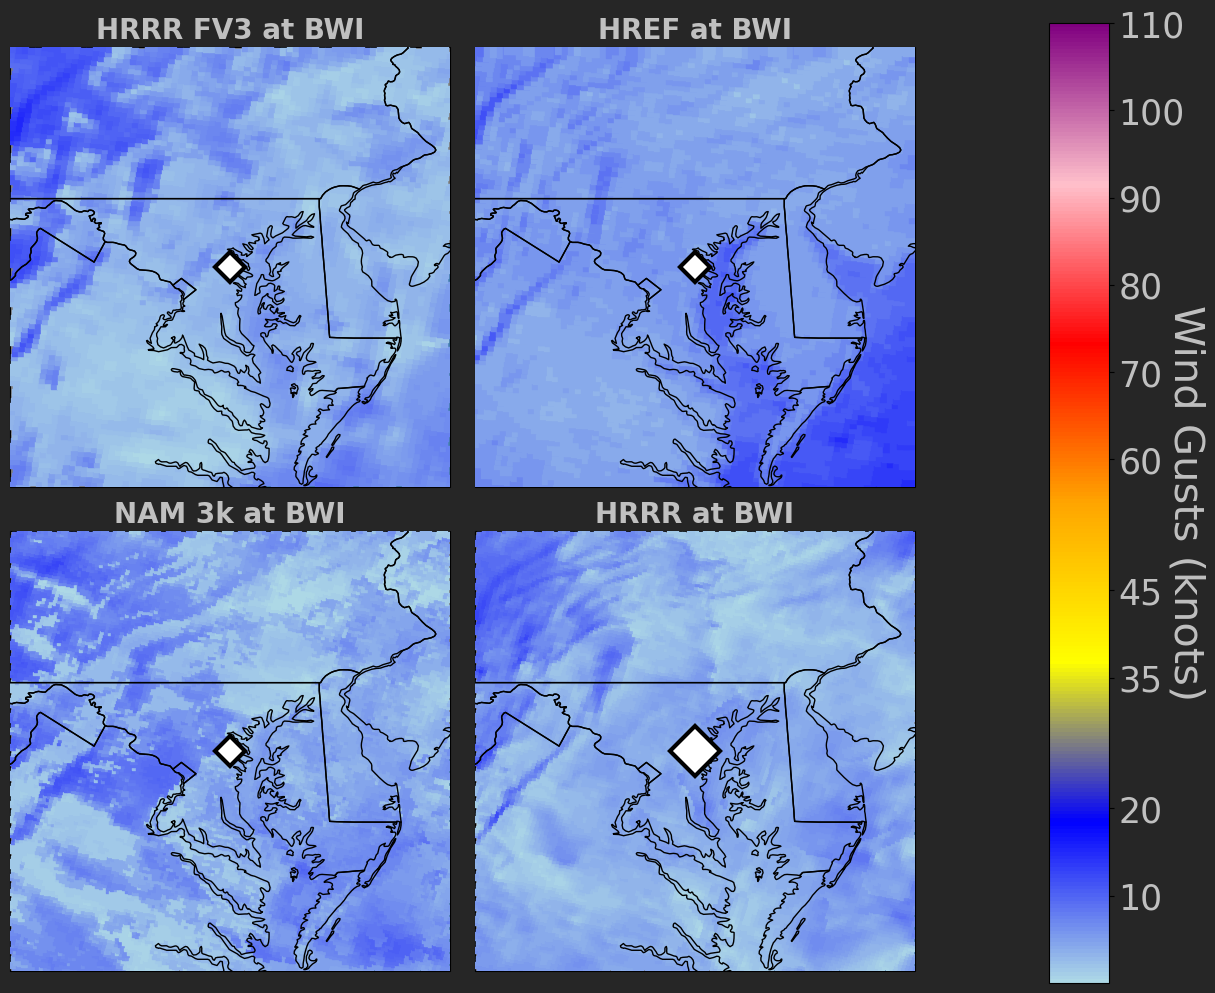 HRRR FV3 at BWI
HREF at BWI
NAM 3k at BWI
HRRR at BWI
110
100
90
80
70
60
45
35
20
10
Wind Gusts (knots)